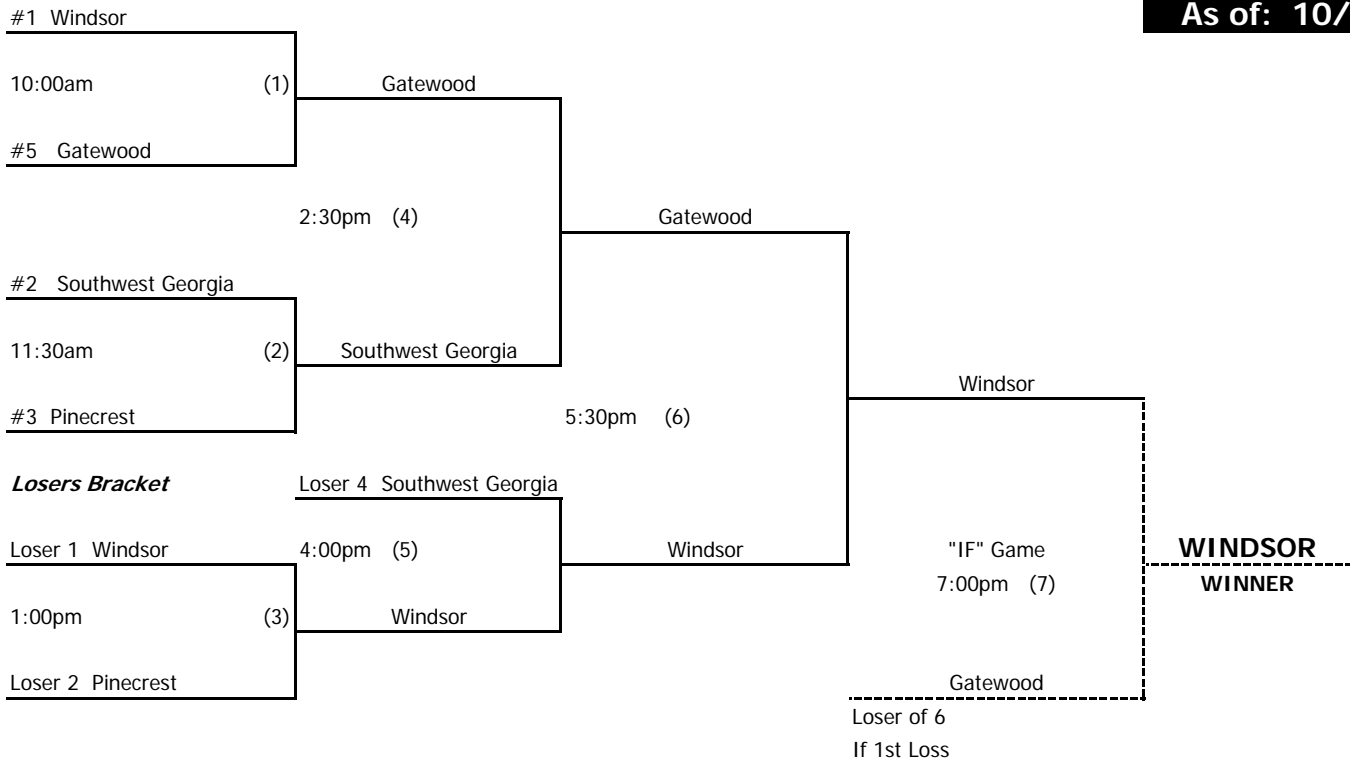 As of: 10/
#1 Windsor
10:00am (1) Gatewood
#5 Gatewood
2:30pm (4) Gatewood
#2 Southwest Georgia
11:30am (2) Southwest Georgia
Windsor
#3 Pinecrest 5:30pm (6)
Losers Bracket Loser 4 Southwest Georgia
Loser 1 Windsor 4:00pm (5) Windsor "IF" Game WINDSOR
7:00pm (7) WINNER
1:00pm (3) Windsor
Loser 2 Pinecrest Gatewood
Loser of 6
If 1st Loss